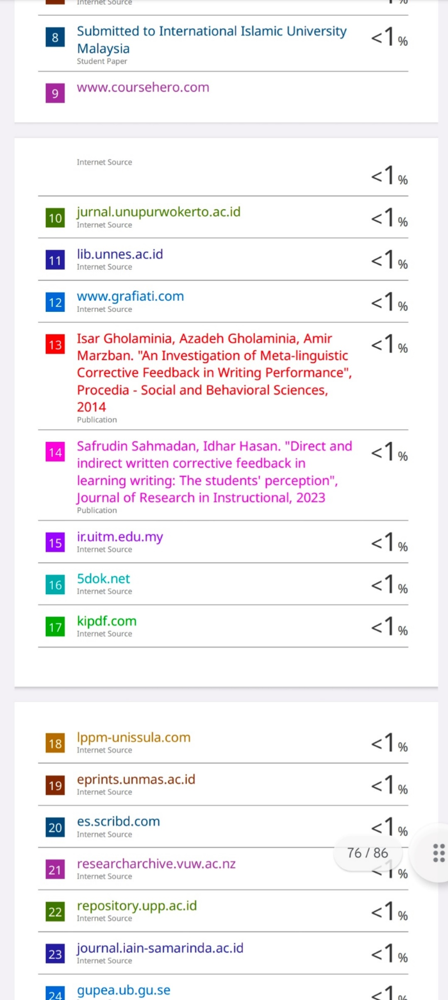 Internet Source
%
8
Submitted to International Islamic University
Malaysia
Student Paper
<1%
9
www.coursehero.com
Internet Source
<1%
10
jurnal.unupurwokerto.ac.id
Internet Source
<1%
11
lib.unnes.ac.id
Internet Source
<1%
12
www.grafiati.com
Internet Source
<1%
13
Isar Gholaminia, Azadeh Gholaminia, Amir
Marzban. "An Investigation of Meta-linguistic
Corrective Feedback in Writing Performance",
Procedia - Social and Behavioral Sciences,
2014
Publication
<1%
14
Safrudin Sahmadan, Idhar Hasan. "Direct and
indirect written corrective feedback in
learning writing: The students' perception",
Journal of Research in Instructional, 2023
Publication
<1%
15
ir.uitm.edu.my
Internet Source
<1%
16
5dok.net
Internet Source
<1%
17
kipdf.com
Internet Source
<1%
18
lppm-unissula.com
Internet Source
<1%
19
eprints.unmas.ac.id
Internet Source
<1%
20
es.scribd.com
Internet Source
<1%
76 / 86
21
researcharchive.vuw.ac.nz
Internet Source
<1%
22
repository.upp.ac.id
Internet Source
<1%
23
journal.iain-samarinda.ac.id
Internet Source
<1%
24
gupea.ub.gu.se
<1%